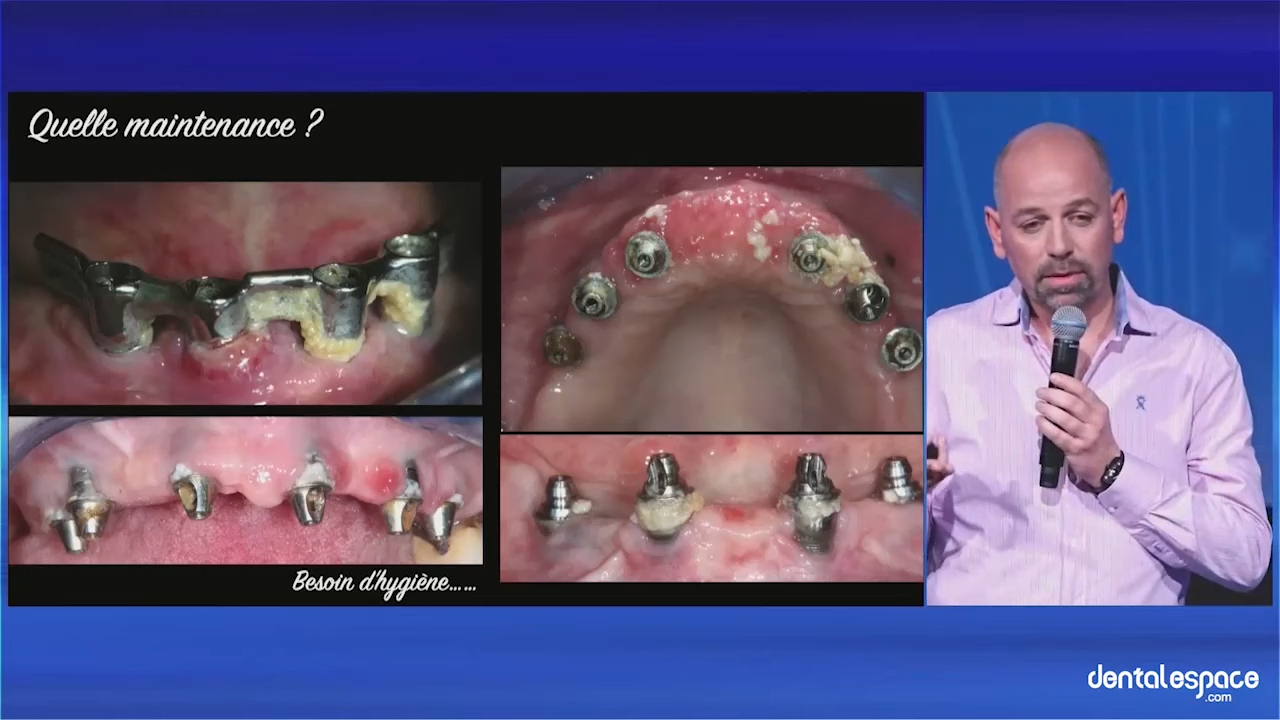 Quelle maintenance ?
Besoin d'hygiène......
dentalespace
.com